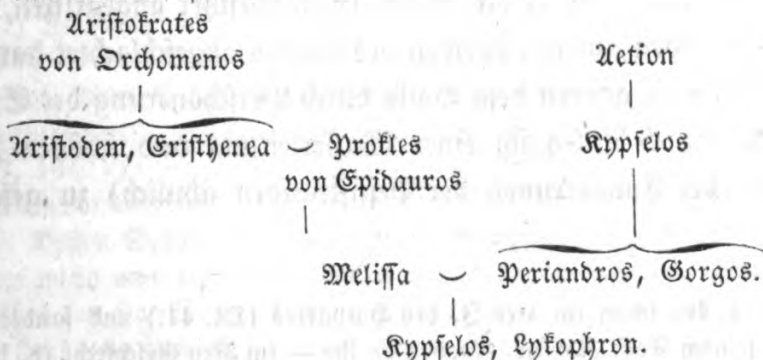 Aristokrates
von Orchomenos
Aetion
Aristodem, Eristhenea Prokles
von Epidauros
Kypselos
Melissa Periandros, Gorgos.
Kypselos, Lykophron.